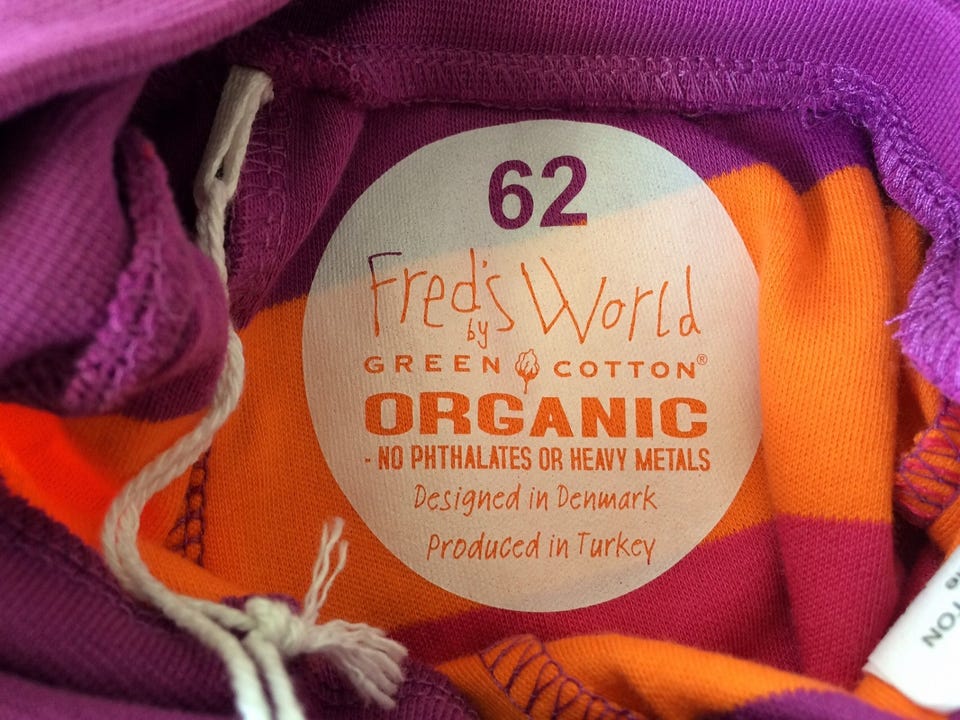 62
Fred's World
by
GREEN COTTON®
ORGANIC
- NO PHTHALATES OR HEAVY METALS
Designed in Denmark
Produced in Turkey